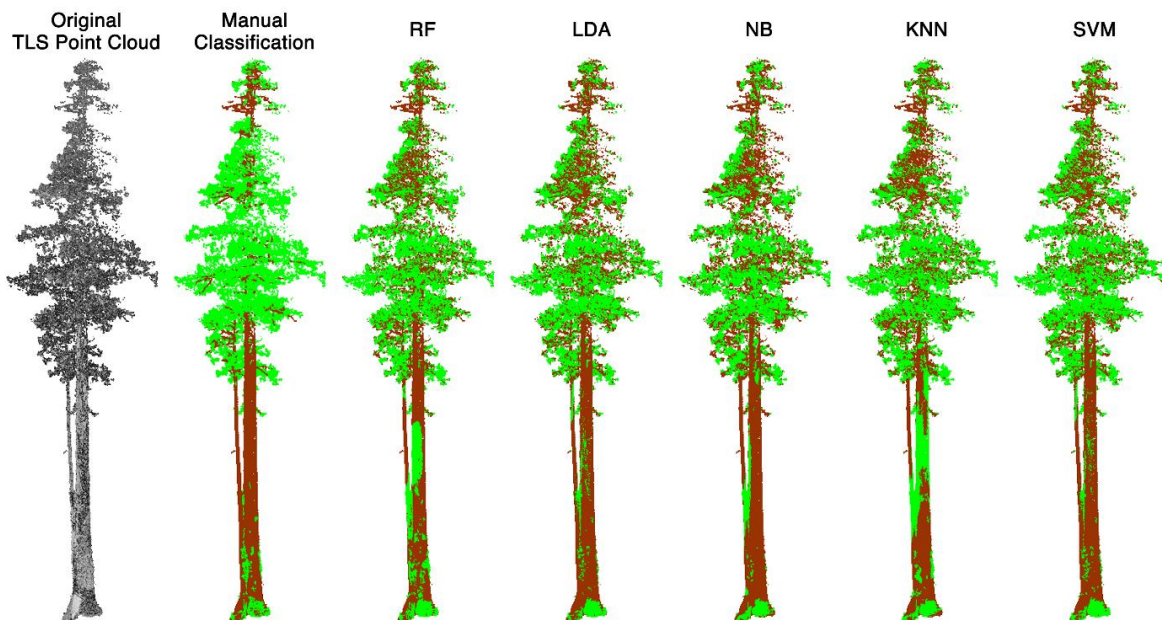 Original
TLS Point Cloud
Manual
Classification
RF
LDA
NB
KNN
SVM